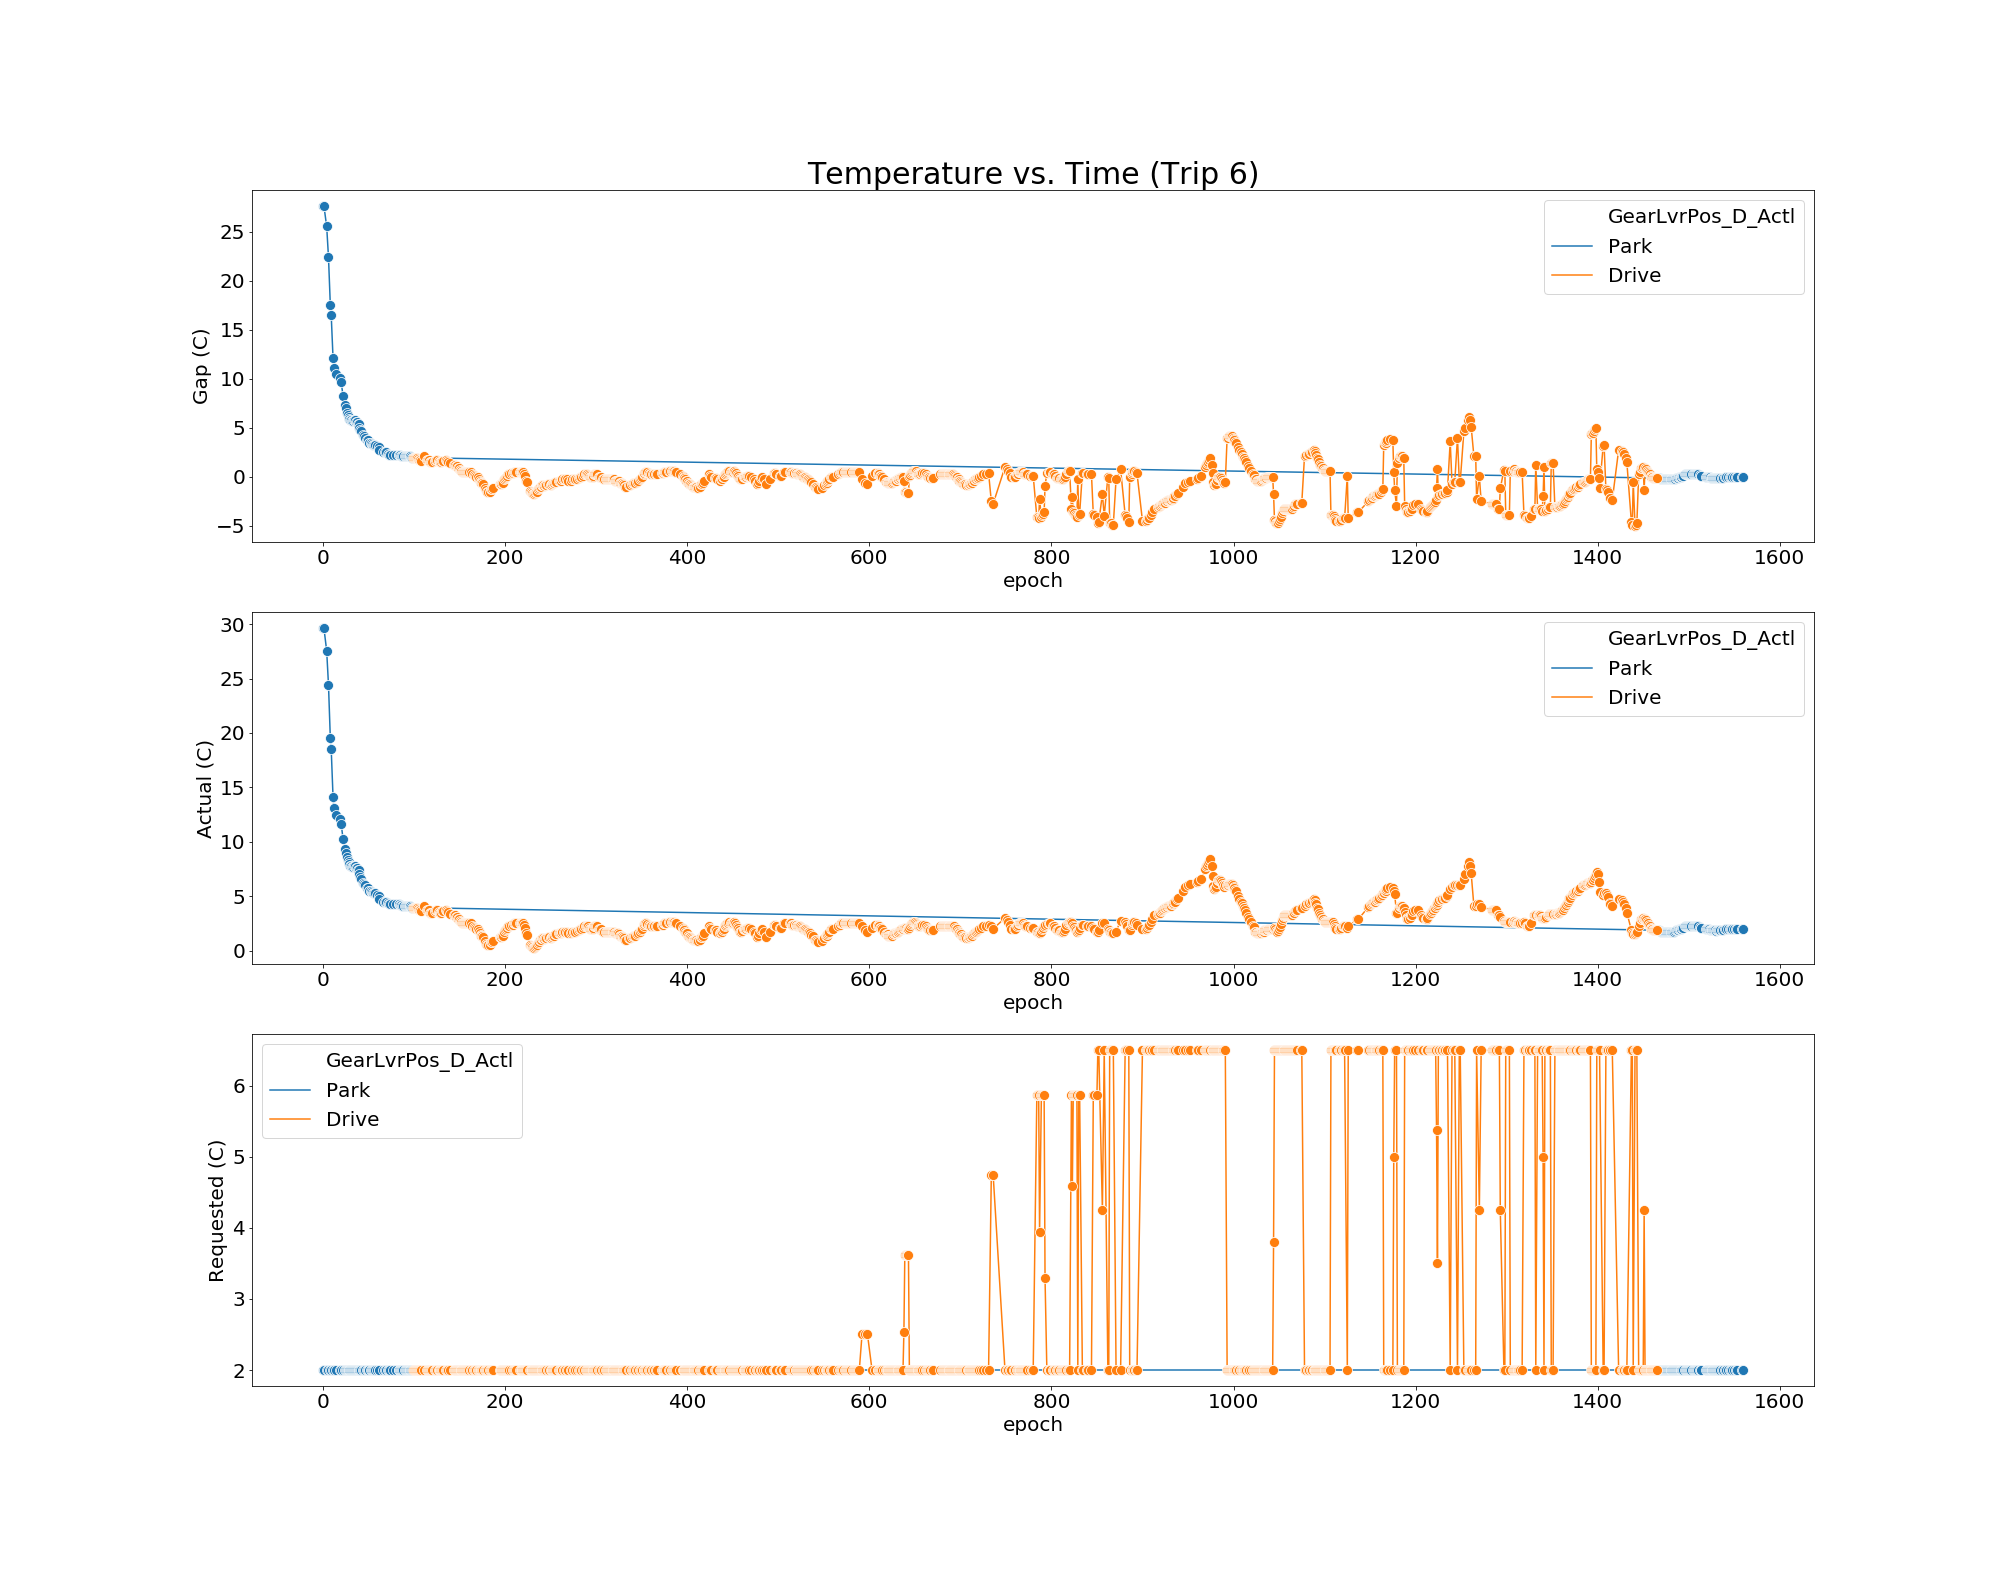 Temperature vs. Time (Trip 6)
GearLvrPos_D_Actl
Park
Drive
25
20
15
10
5
0
−5
Gap (C)
0 200 400 600 800 1000 1200 1400 1600
epoch
GearLvrPos_D_Actl
Park
Drive
30
25
20
15
10
5
0
Actual (C)
0 200 400 600 800 1000 1200 1400 1600
epoch
GearLvrPos_D_Actl
Park
Drive
6
5
4
3
2
Requested (C)
0 200 400 600 800 1000 1200 1400 1600
epoch